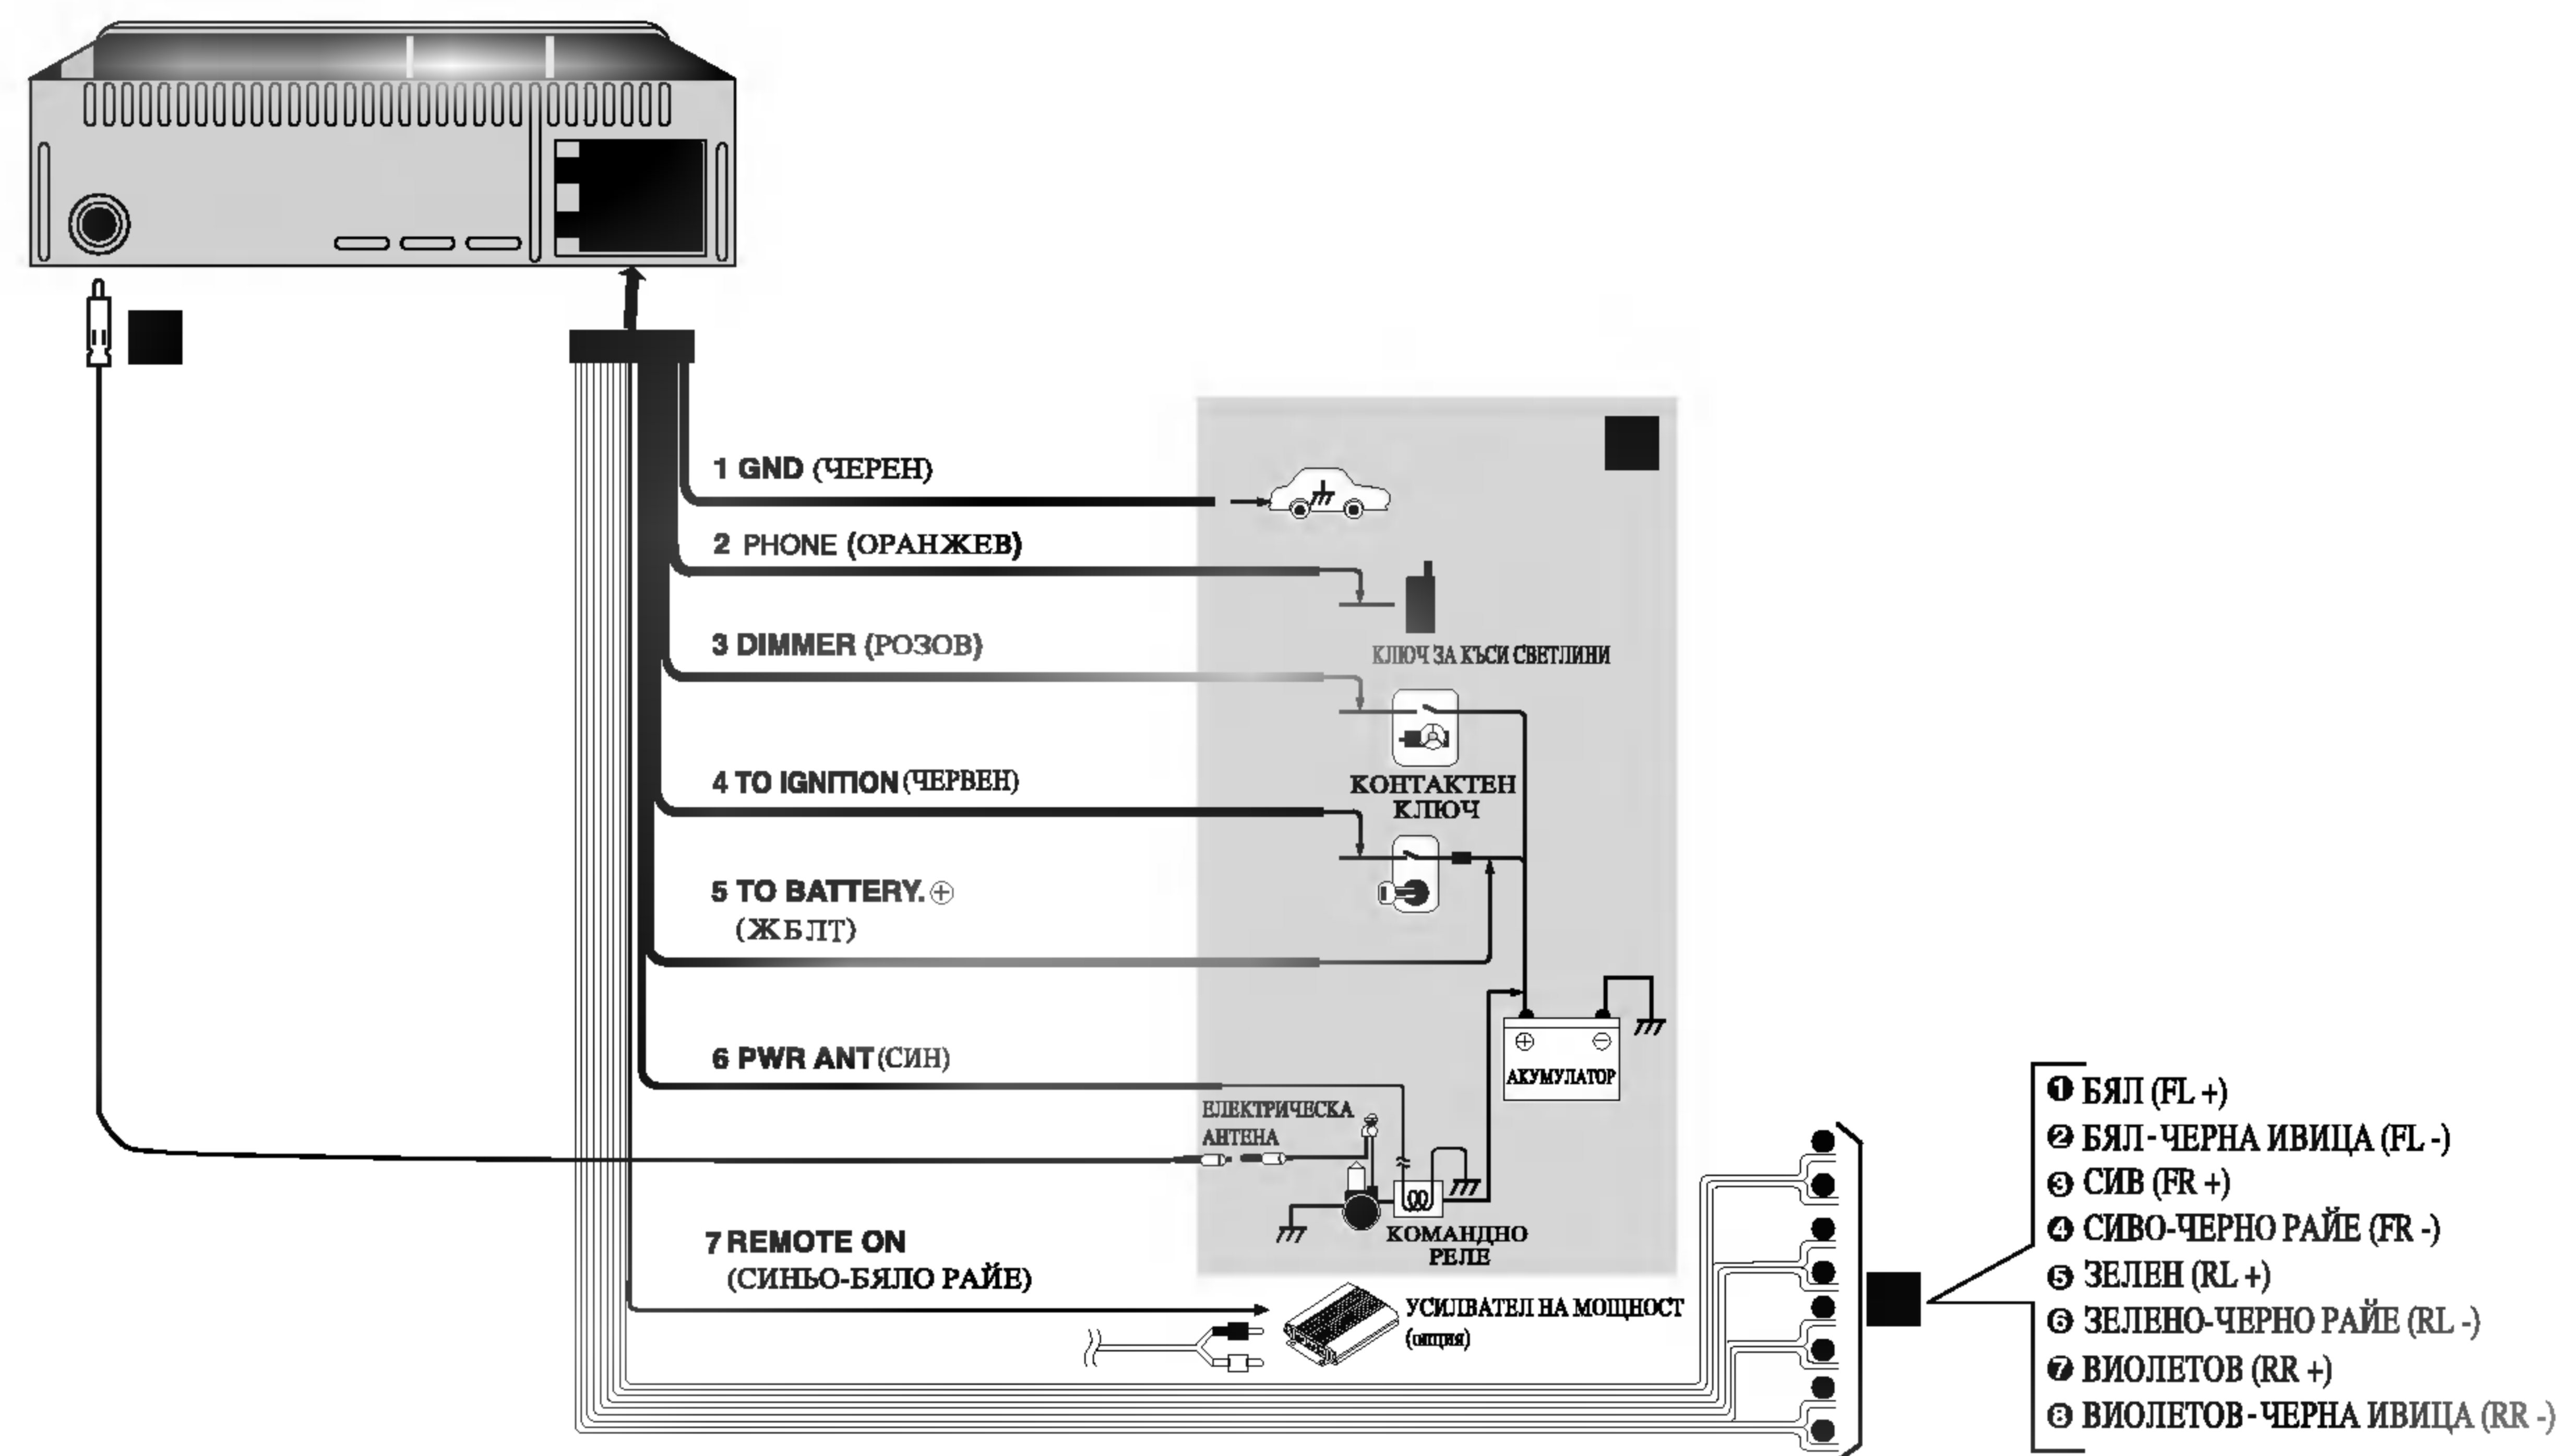 1 GND (ЧЕРЕН)
2 PHONE (ОРАНЖЕВ)
3 DIMMER (РОЗОВ)
КЛЮЧ ЗА КЪСИ СВЕТЛИНИ
4 TO IGNITION (ЧЕРВЕН)
КОНТАКТЕН
КЛЮЧ
5 TO BATTERY. ⊕
(ЖБЛТ)
⊕ ⊖
АКУМУЛАТОР
6 PWR ANT (СИН)
ЕЛЕКТРИЧЕСКА
АНТЕНА
КОМАНДНО
РЕЛЕ
7 REMOTE ON
(СИНЬО-БЯЛО РАЙЕ)
УСИЛВАТЕЛ НА МОЩНОСТ
(опция)
❶ БЯЛ (FL +)
❷ БЯЛ-ЧЕРНА ИВИЦА (FL -)
❸ СИВ (FR +)
❹ СИВО-ЧЕРНО РАЙЕ (FR -)
❺ ЗЕЛЕН (RL +)
❻ ЗЕЛЕНО-ЧЕРНО РАЙЕ (RL -)
❼ ВИОЛЕТОВ (RR +)
❽ ВИОЛЕТОВ-ЧЕРНА ИВИЦА (RR -)